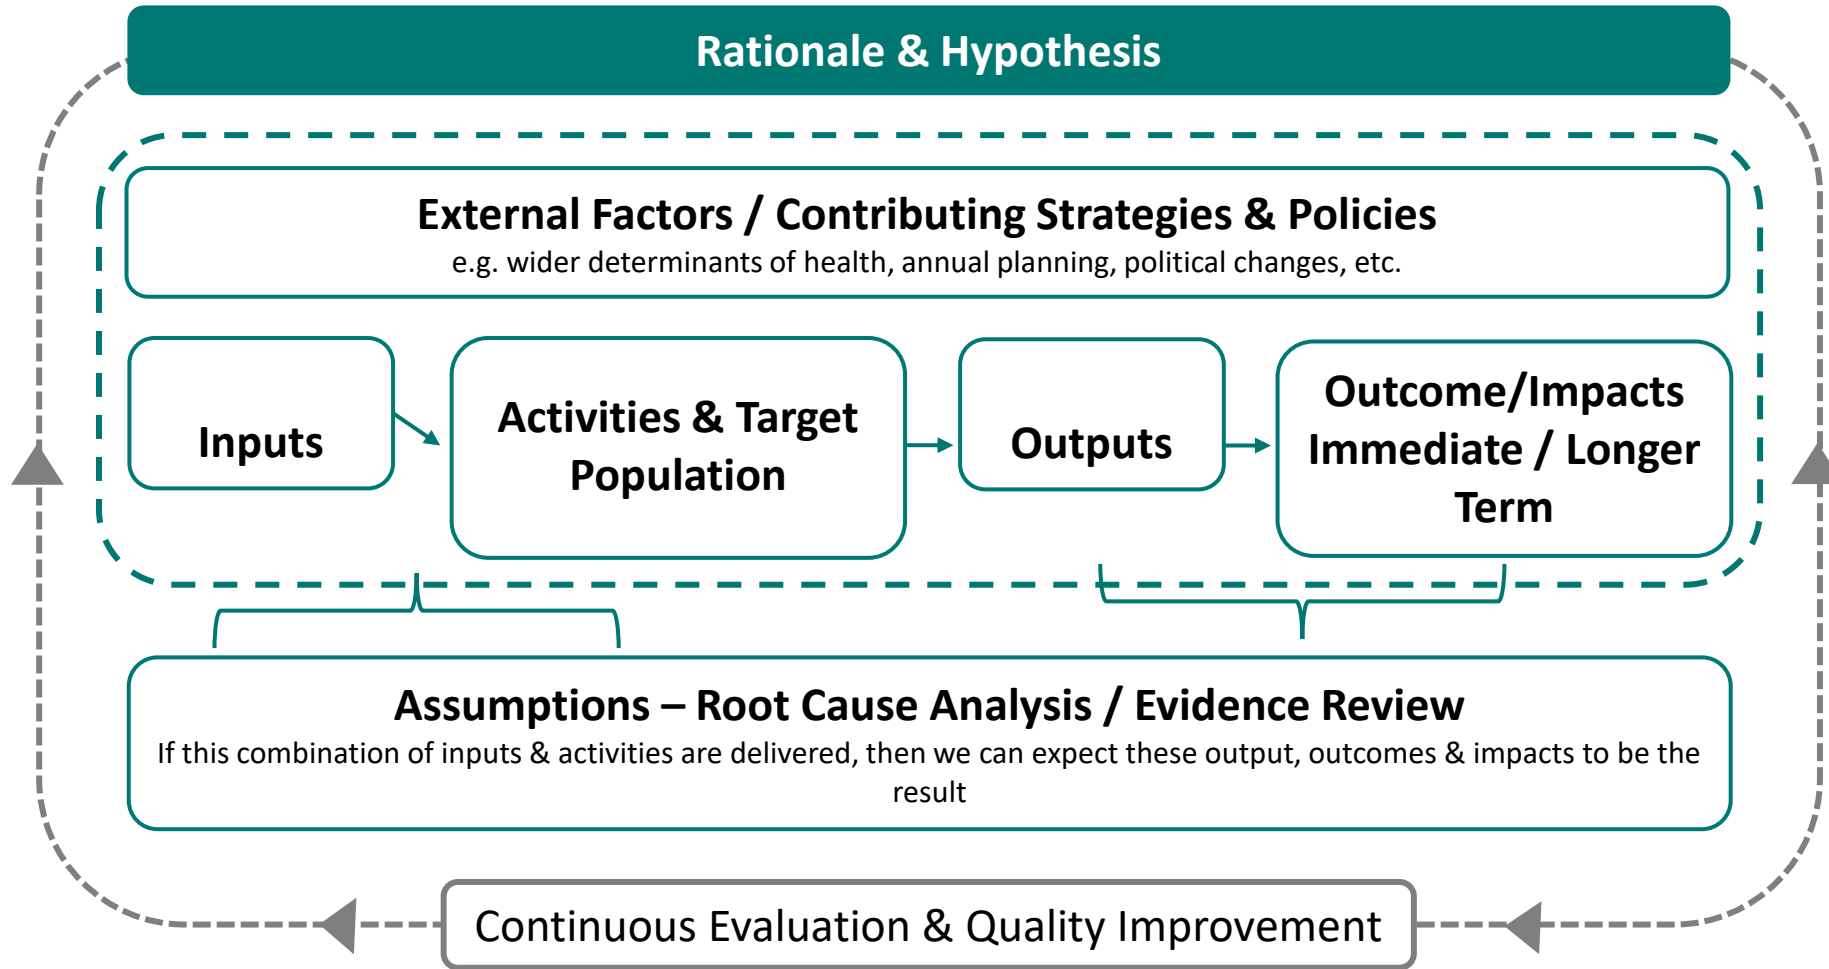 Rationale & Hypothesis
External Factors / Contributing Strategies & Policies
e.g. wider determinants of health, annual planning, political changes, etc.
Inputs
Activities & Target
Population
Outputs
Outcome/Impacts
Immediate / Longer
Term
Assumptions – Root Cause Analysis / Evidence Review
If this combination of inputs & activities are delivered, then we can expect these output, outcomes & impacts to be the
result
Continuous Evaluation & Quality Improvement